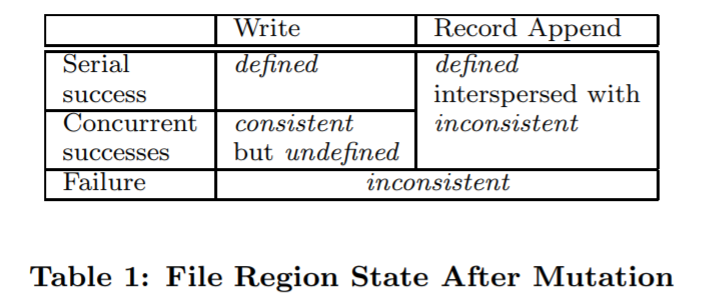 Write Record Append
Serial defined defined
success interspersed with
Concurrent consistent inconsistent
successes but undefined
Failure inconsistent
Table 1: File Region State After Mutation